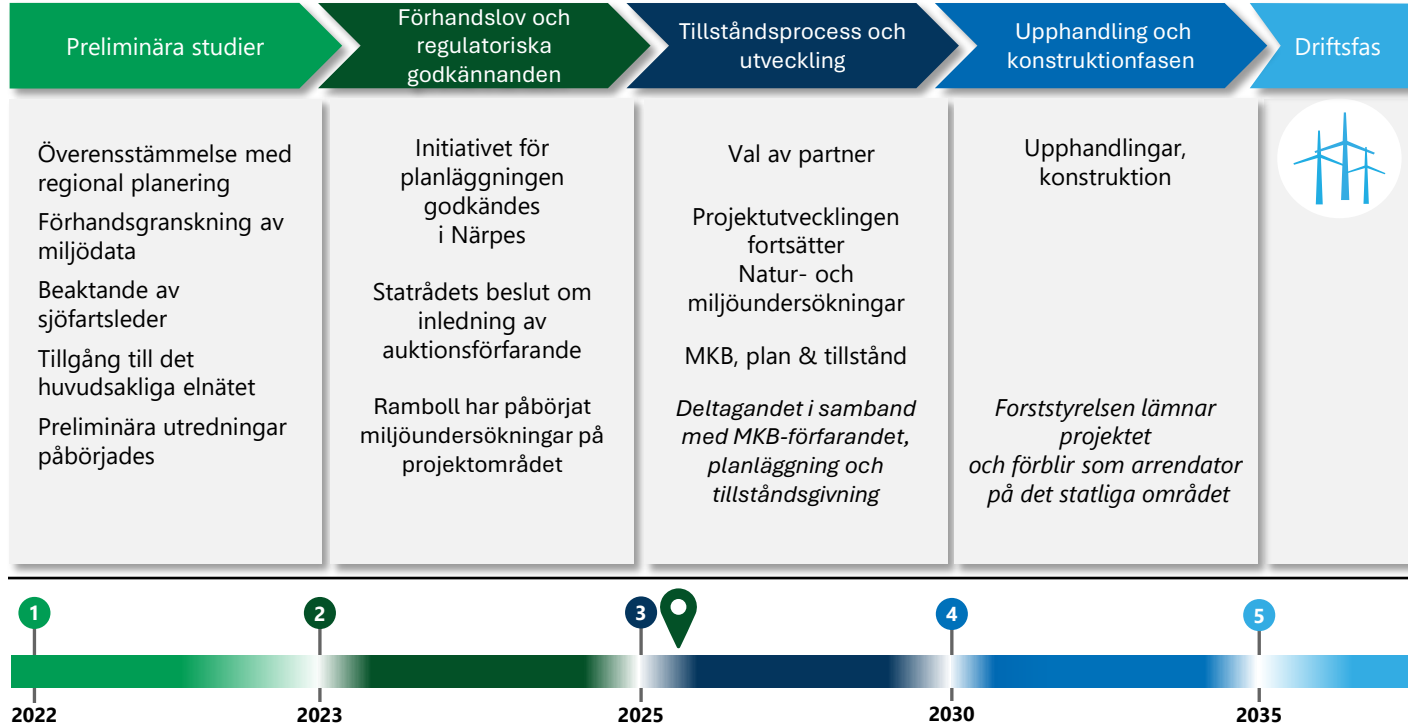 Preliminära studier
Förhandslov och
regulatoriska
godkännanden
Tillståndsprocess och
utveckling
Upphandling och
konstruktionfasen
Driftsfas
Överensstämmelse med
regional planering
Förhandsgranskning av
miljödata
Beaktande av
sjöfartsleder
Tillgång till det
huvudsakliga elnätet
Preliminära utredningar
påbörjades
Initiativet för
planläggningen
godkändes
i Närpes
Statrådets beslut om
inledning av
auktionsförfarande
Ramboll har påbörjat
miljöundersökningar på
projektområdet
Val av partner
Projektutvecklingen
fortsätter
Natur- och
miljöundersökningar
MKB, plan & tillstånd
Deltagandet i samband
med MKB-förfarandet,
planläggning och
tillståndsgivning
Upphandlingar,
konstruktion
Forststyrelsen lämnar
projektet
och förblir som arrendator
på det statliga området
1
2
3
4
5
2022
2023
2025
2030
2035